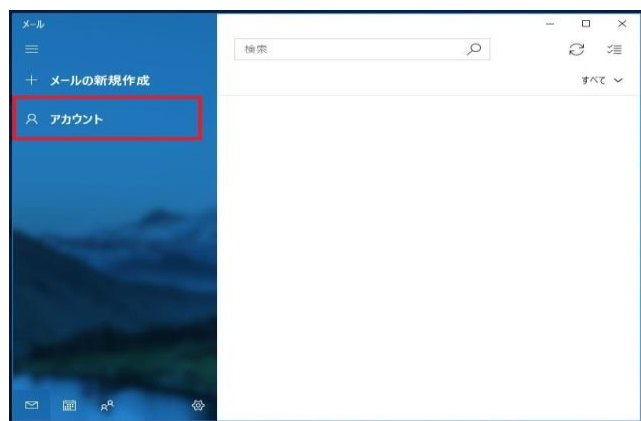 メール
検索
メールの新規作成
すべて
アカウント